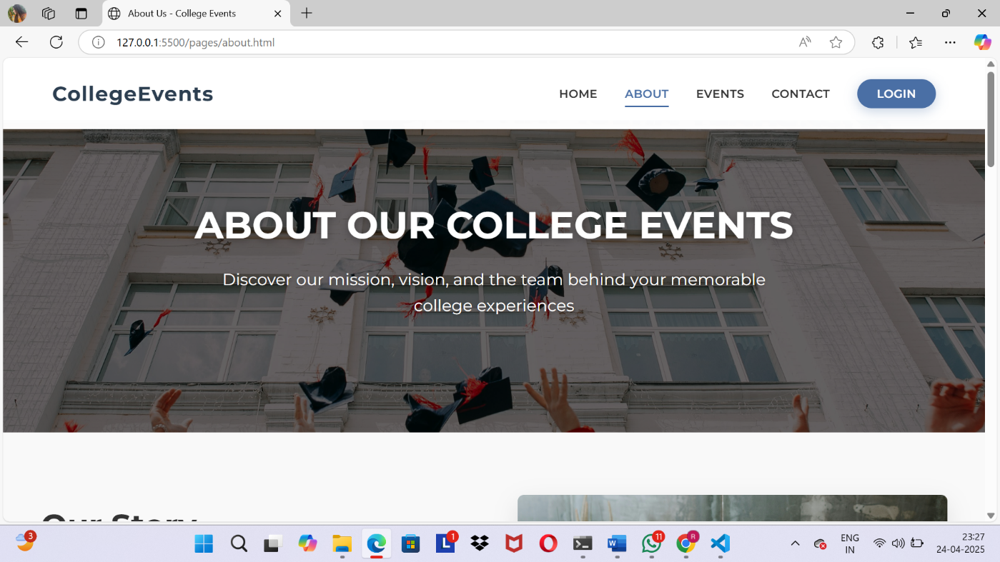 About Us - College Events
127.0.0.1:5500/pages/about.html
CollegeEvents
HOME ABOUT EVENTS CONTACT LOGIN
ABOUT OUR COLLEGE EVENTS
Discover our mission, vision, and the team behind your memorable
college experiences
Our Story
3
1
11
R
ENG
IN
23:27
24-04-2025